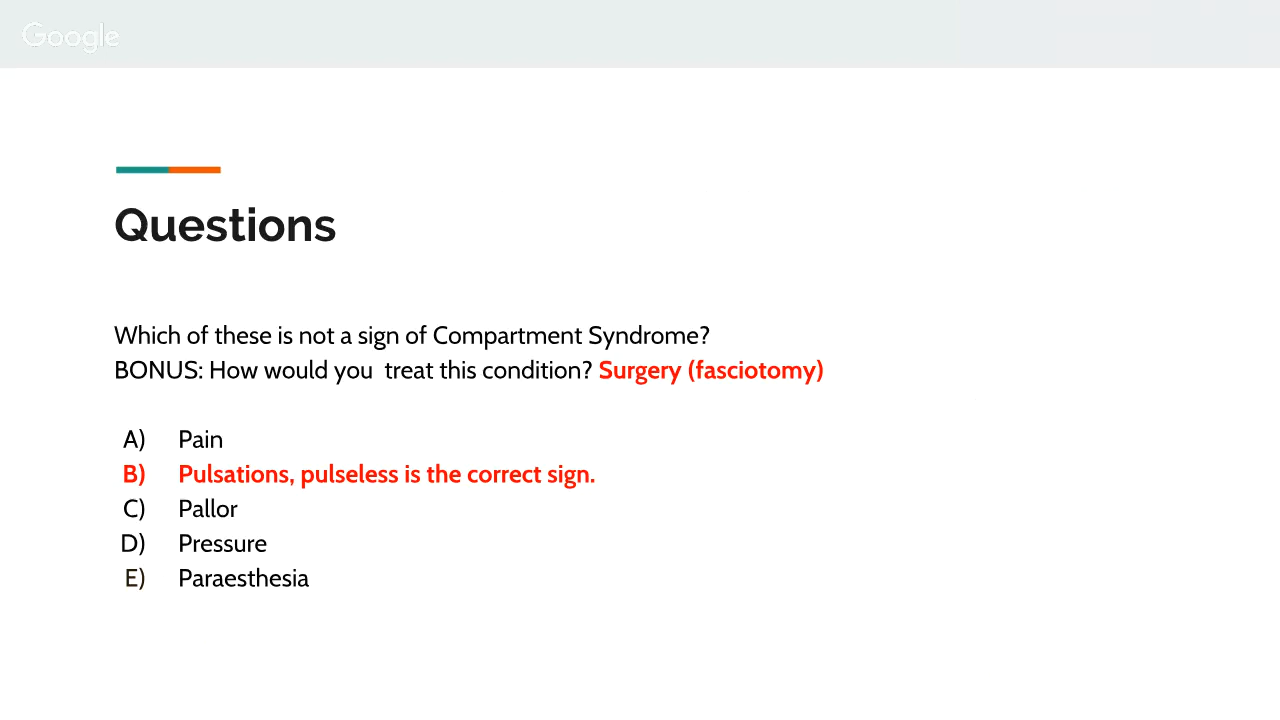 Google
Questions
Which of these is not a sign of Compartment Syndrome?
BONUS: How would you  treat this condition? Surgery (fasciotomy)
A) Pain
B) Pulsations, pulseless is the correct sign.
C) Pallor
D) Pressure
E) Paraesthesia